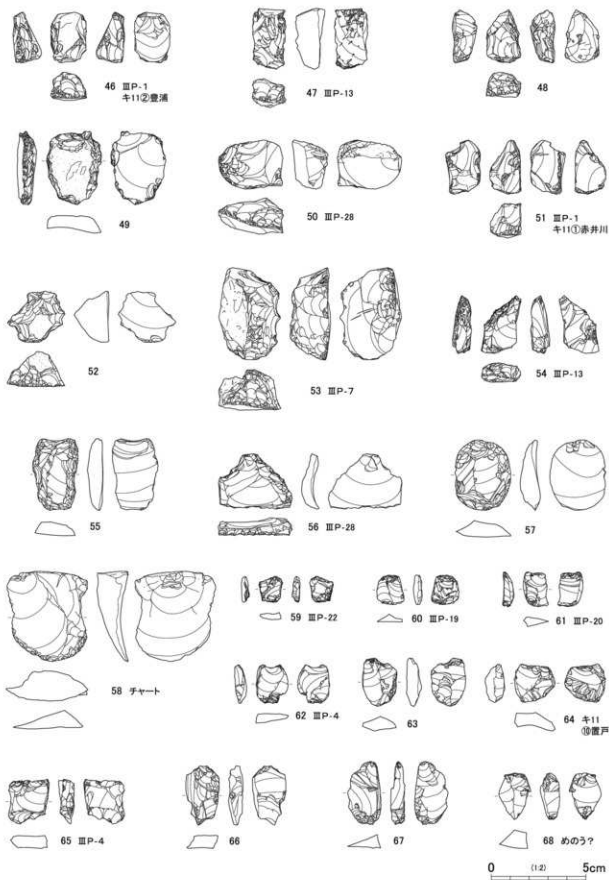 46 ⅢP-1
キ11②豊浦
47 ⅢP-13
48
49
50 ⅢP-28
51 ⅢP-1
キ11①赤井川
52
53 ⅢP-7
54 ⅢP-13
55
56 ⅢP-28
57
58 チャート
59 ⅢP-22
60 ⅢP-19
61 ⅢP-20
62 ⅢP-4
63
64 キ11
⑩置戸
65 ⅢP-4
66
67
68 めのう?
0 (1:2) 5cm